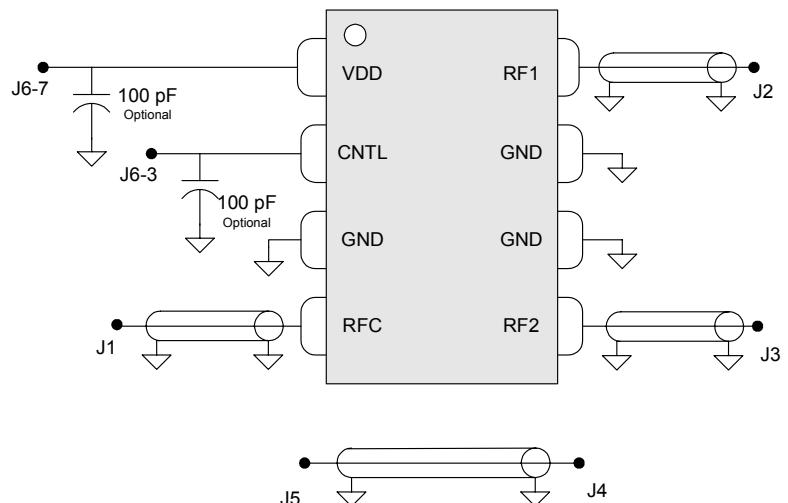 VDD
RF1
J6-7
100 pF
Optional
J2
CNTL
GND
J6-3
100 pF
Optional
GND
GND
J1
RFC
RF2
J3
J5
J4